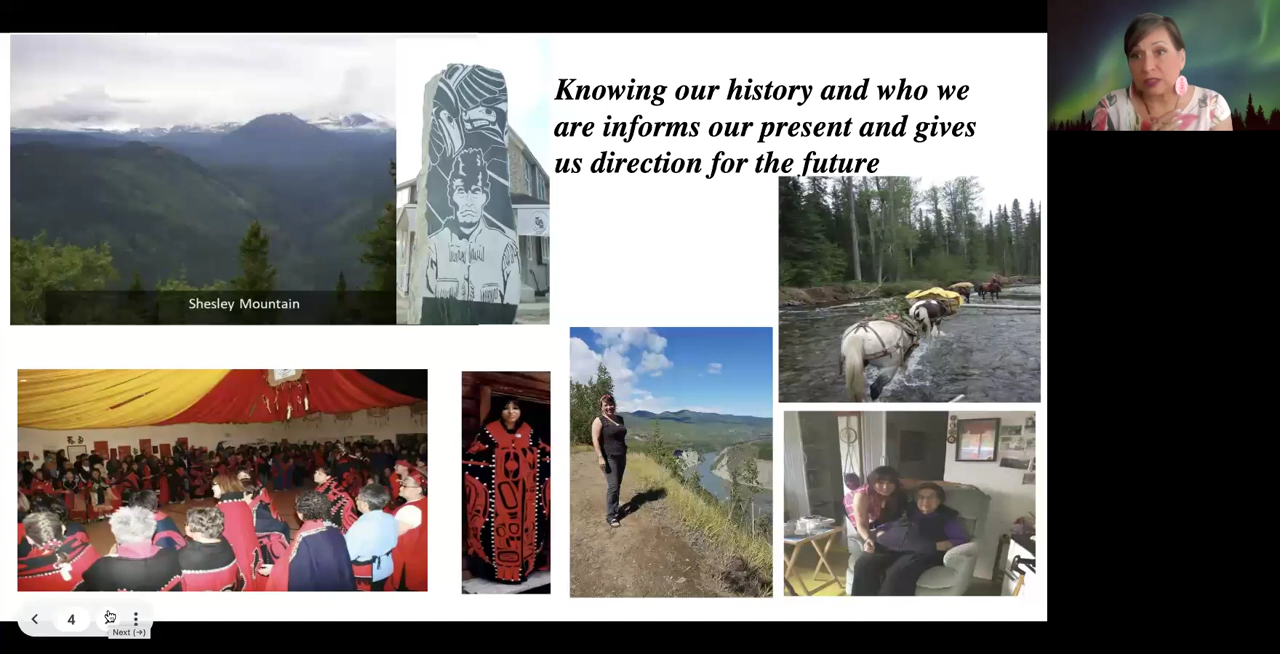 Knowing our history and who we
are informs our present and gives
us direction for the future
Shesley Mountain
4
Next (→)